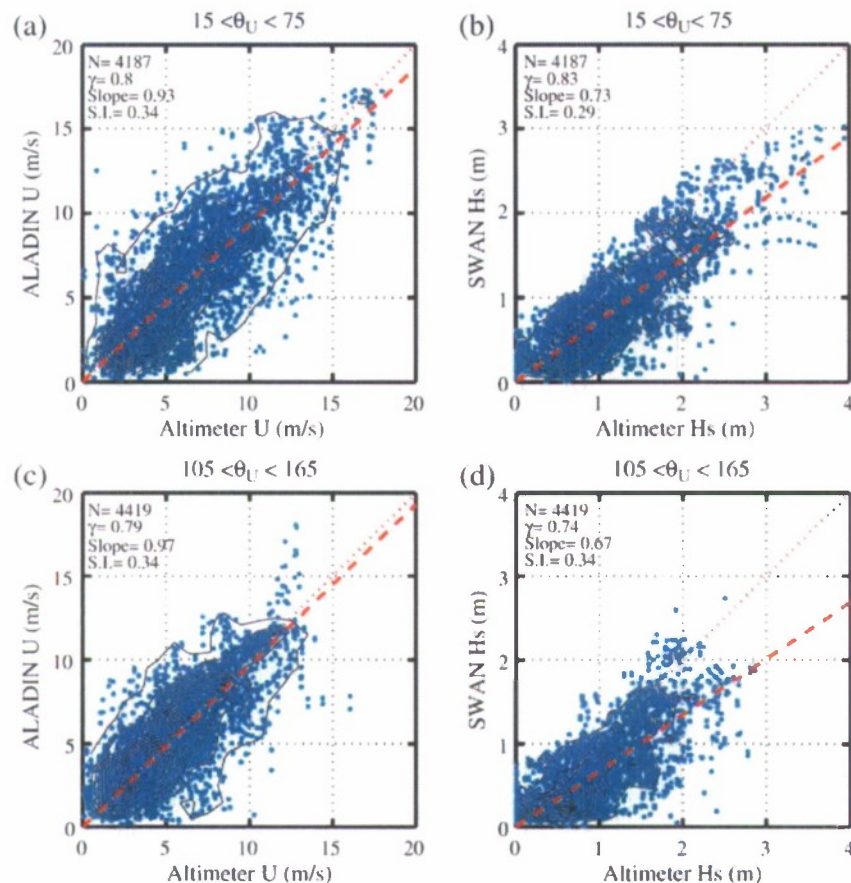 (a)
15 <θU < 75
N= 4187
γ= 0.8
Slope= 0.93
S.I.= 0.34
ALADIN U (m/s)
20
15
10
5
0
0 5 10 15 20
Altimeter U (m/s)
(b)
15 <θU < 75
N= 4187
γ= 0.83
Slope= 0.73
S.I.= 0.29
SWAN Hs (m)
4
3
2
1
0
0 1 2 3 4
Altimeter Hs (m)
(c)
105 <θU < 165
N= 4419
γ= 0.79
Slope= 0.97
S.I.= 0.34
ALADIN U (m/s)
20
15
10
5
0
0 5 10 15 20
Altimeter U (m/s)
(d)
105 <θU < 165
N= 4419
γ= 0.74
Slope= 0.67
S.I.= 0.34
SWAN Hs (m)
4
3
2
1
0
0 1 2 3 4
Altimeter Hs (m)